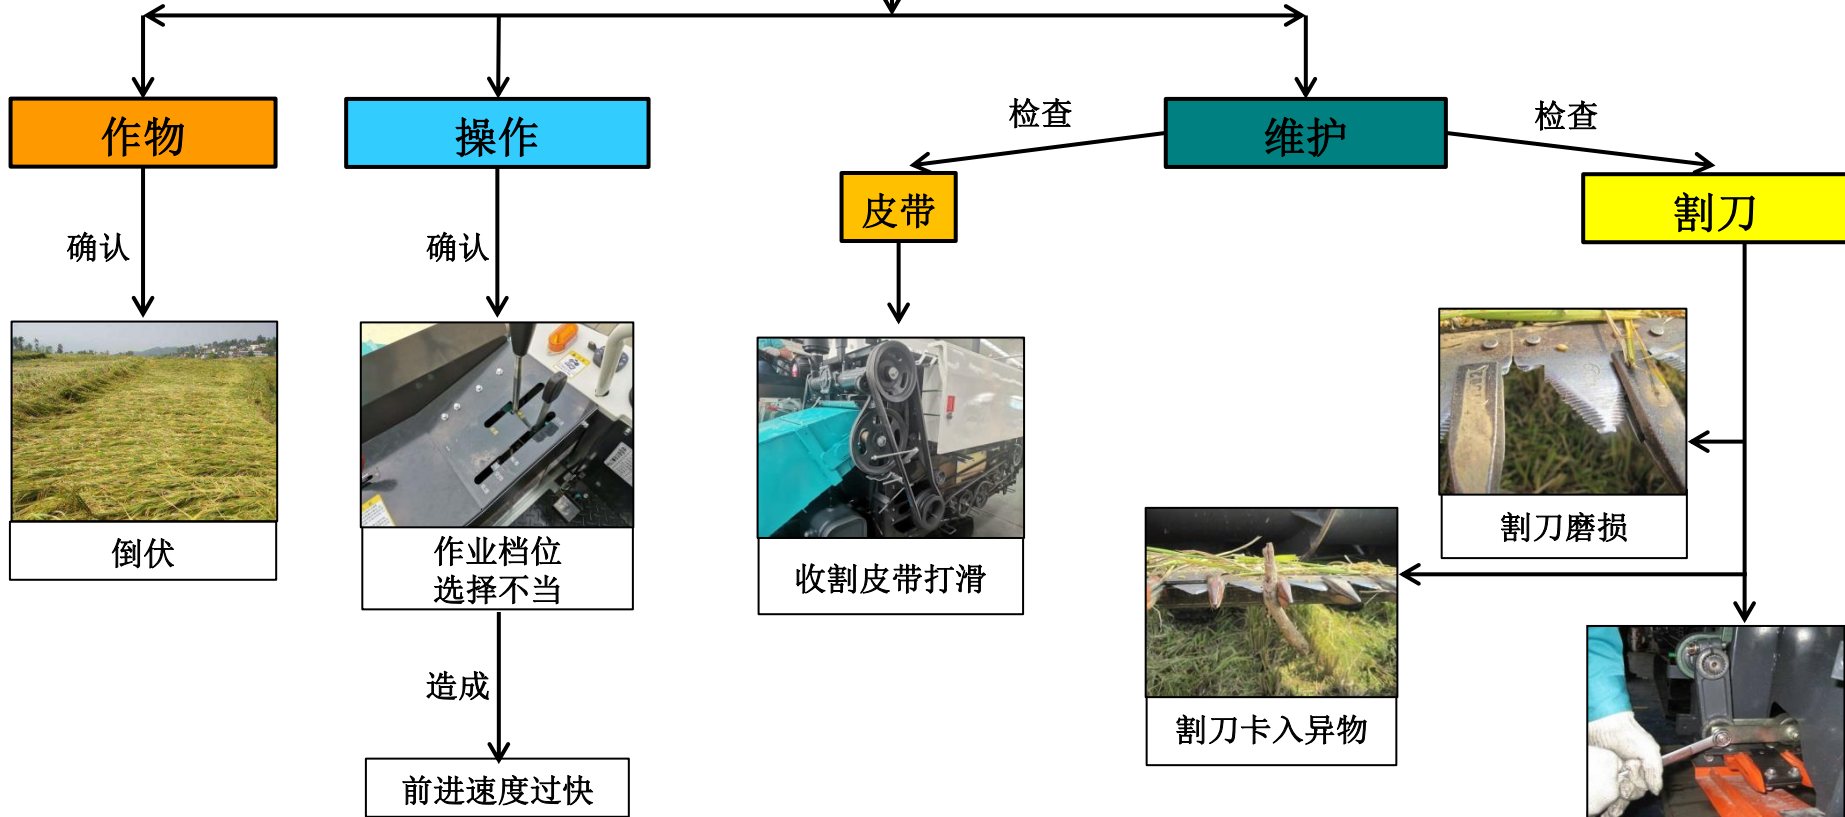 作物
操作
检查
维护
检查
皮带
割刀
确认
确认
倒伏
作业档位
选择不当
收割皮带打滑
割刀磨损
造成
割刀卡入异物
前进速度过快